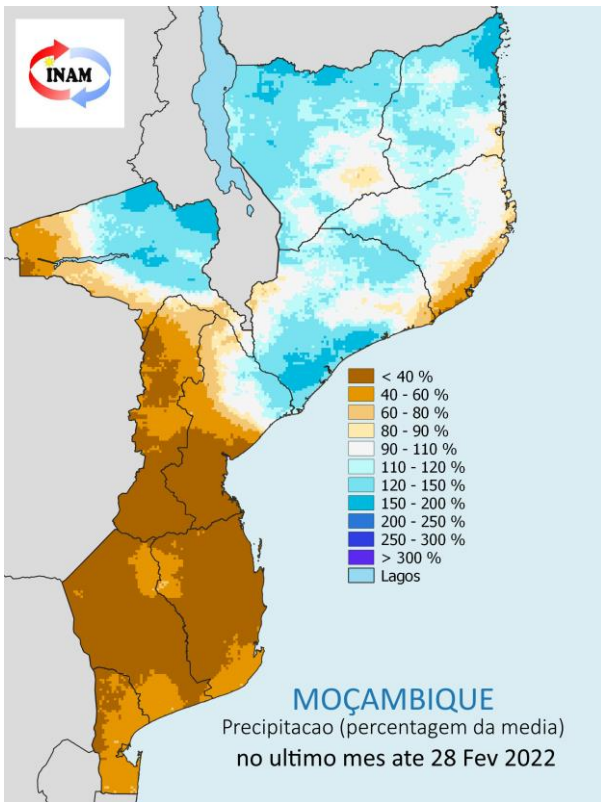 INAM
< 40 %
40 - 60 %
60 - 80 %
80 - 90 %
90 - 110 %
110 - 120 %
120 - 150 %
150 - 200 %
200 - 250 %
250 - 300 %
> 300 %
Lagos
MOÇAMBIQUE
Precipitacao (percentagem da media)
no ultimo mes ate 28 Fev 2022